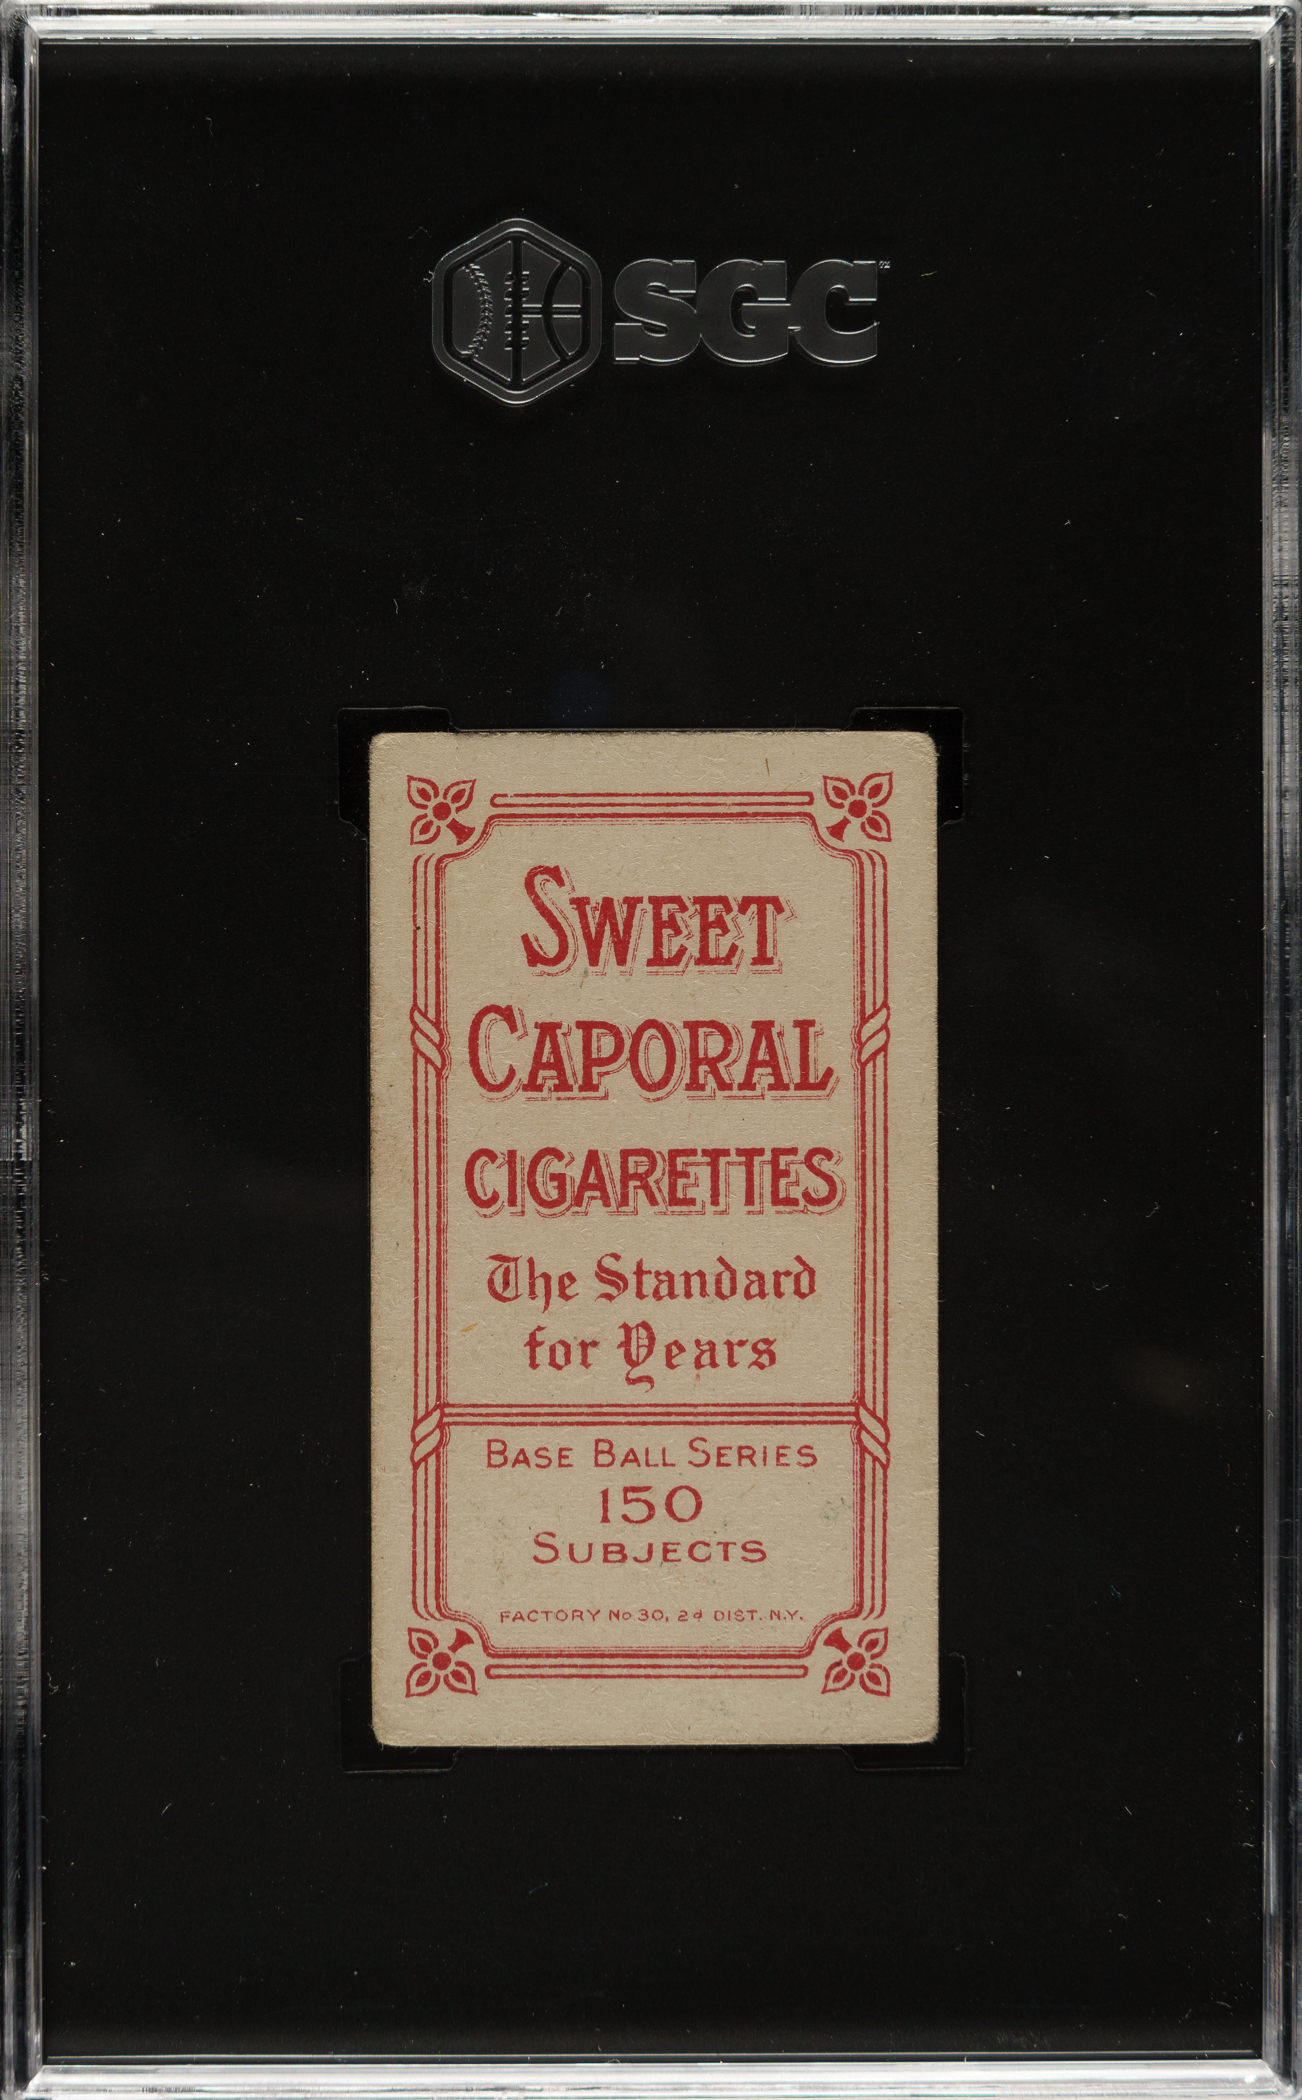 SGC
SWEET
CAPORAL
CIGARETTES
The Standard
for Years
BASE BALL SERIES
150
SUBJECTS
FACTORY No 30, 2d DIST. N.Y.